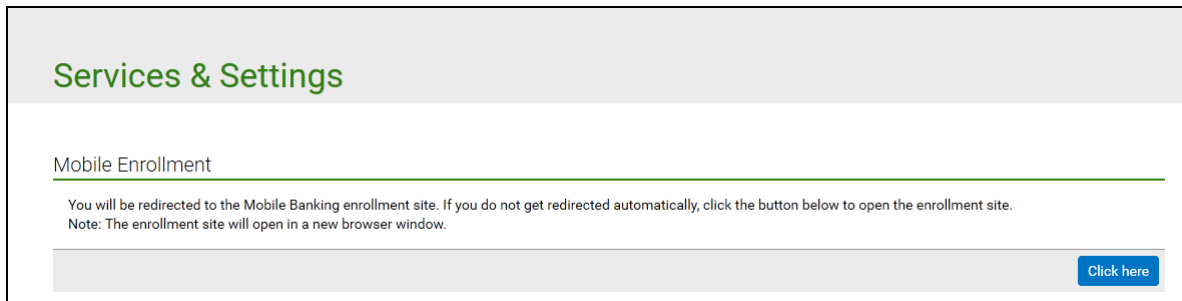 Services & Settings
Mobile Enrollment
You will be redirected to the Mobile Banking enrollment site. If you do not get redirected automatically, click the button below to open the enrollment site.
Note: The enrollment site will open in a new browser window.
Click here